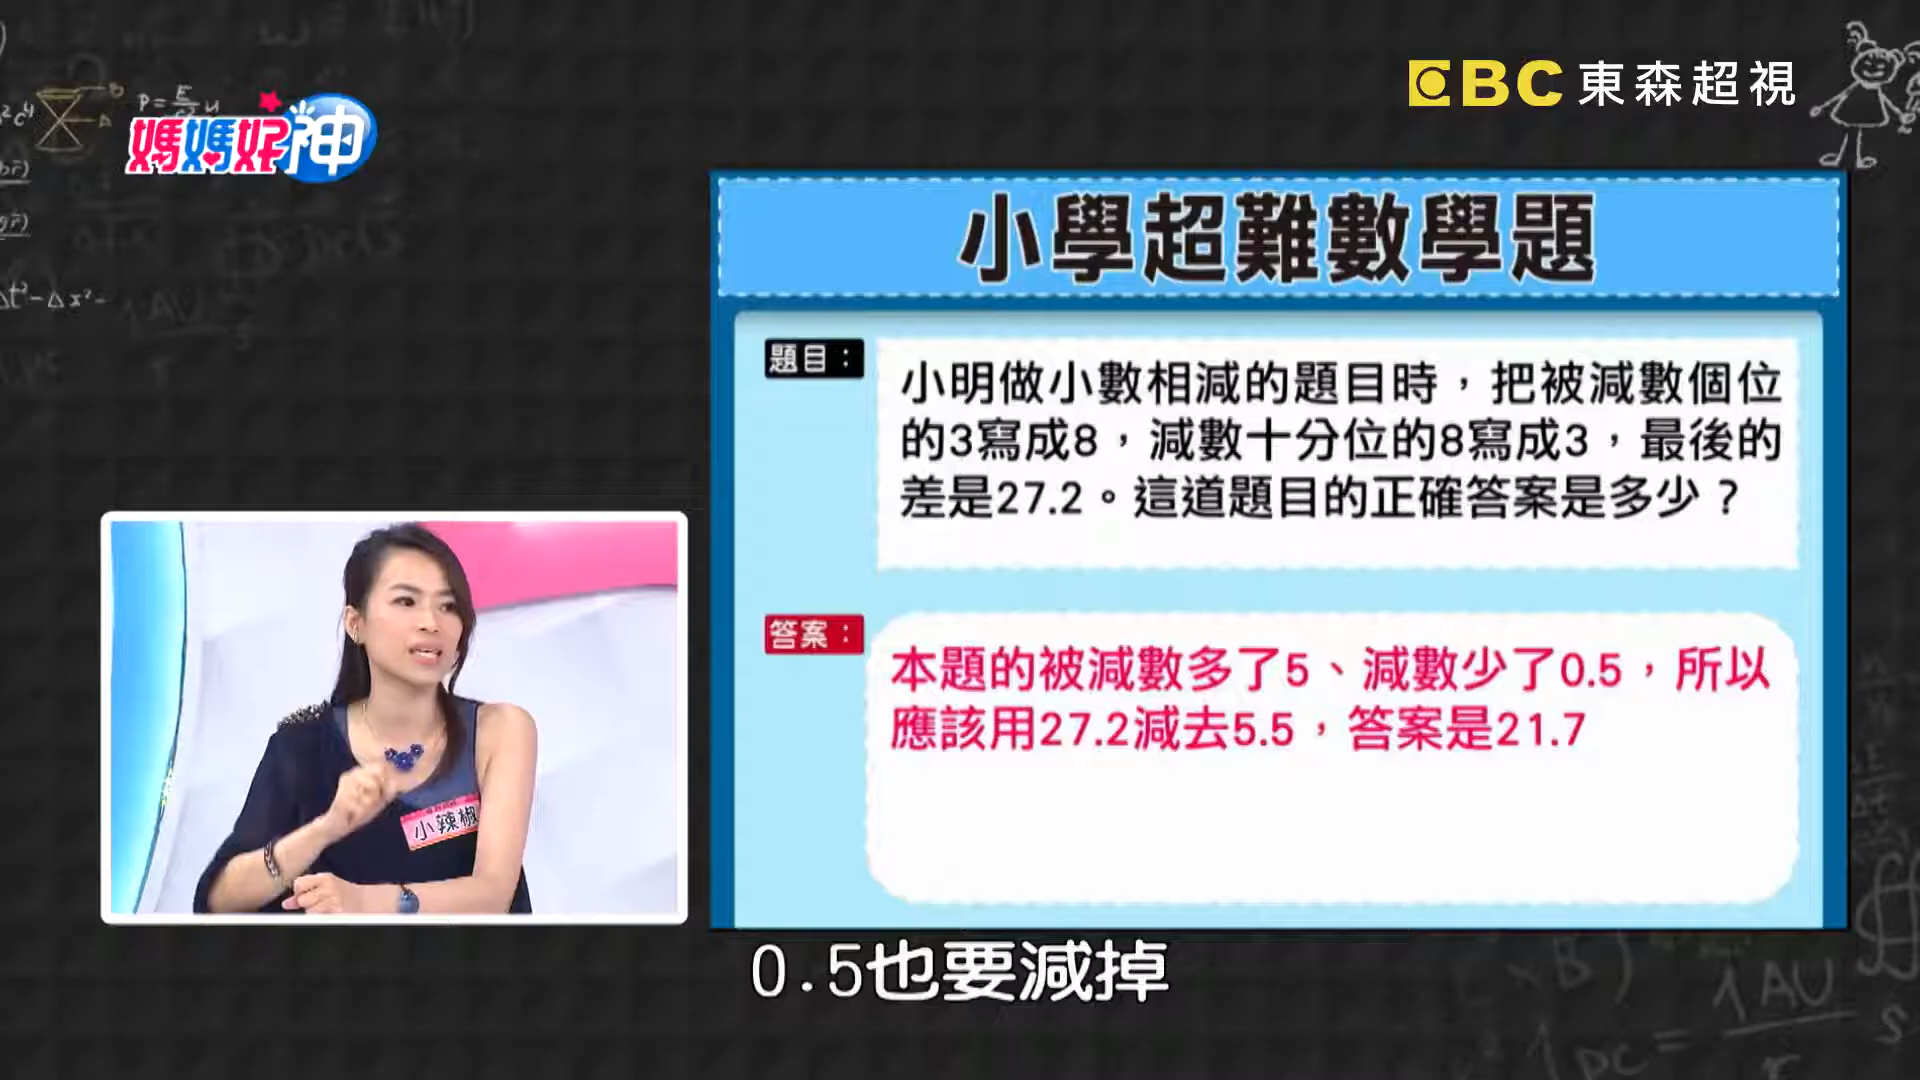 EBC 東森超視
P=E
媽媽好神
小學超難數學題
題目：
小明做小數相減的題目時，把被減數個位
的3寫成8，減數十分位的8寫成3，最後的
差是27.2。這道題目的正確答案是多少？
答案：
本題的被減數多了5、減數少了0.5，所以
應該用27.2減去5.5，答案是21.7
小辣椒
0.5也要減掉
1AU
1pc=